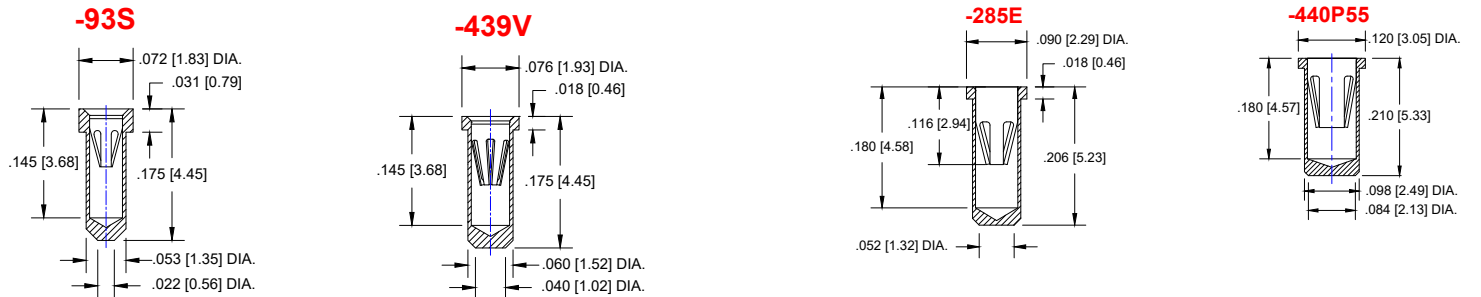 -93S
.072 [1.83] DIA.
.031 [0.79]
.145 [3.68]
.175 [4.45]
.053 [1.35] DIA.
.022 [0.56] DIA.
-439V
.076 [1.93] DIA.
.018 [0.46]
.145 [3.68]
.175 [4.45]
.060 [1.52] DIA.
.040 [1.02] DIA.
-285E
.090 [2.29] DIA.
.018 [0.46]
.116 [2.94]
.180 [4.58]
.206 [5.23]
.052 [1.32] DIA.
-440P55
.120 [3.05] DIA.
.180 [4.57]
.210 [5.33]
.098 [2.49] DIA.
.084 [2.13] DIA.